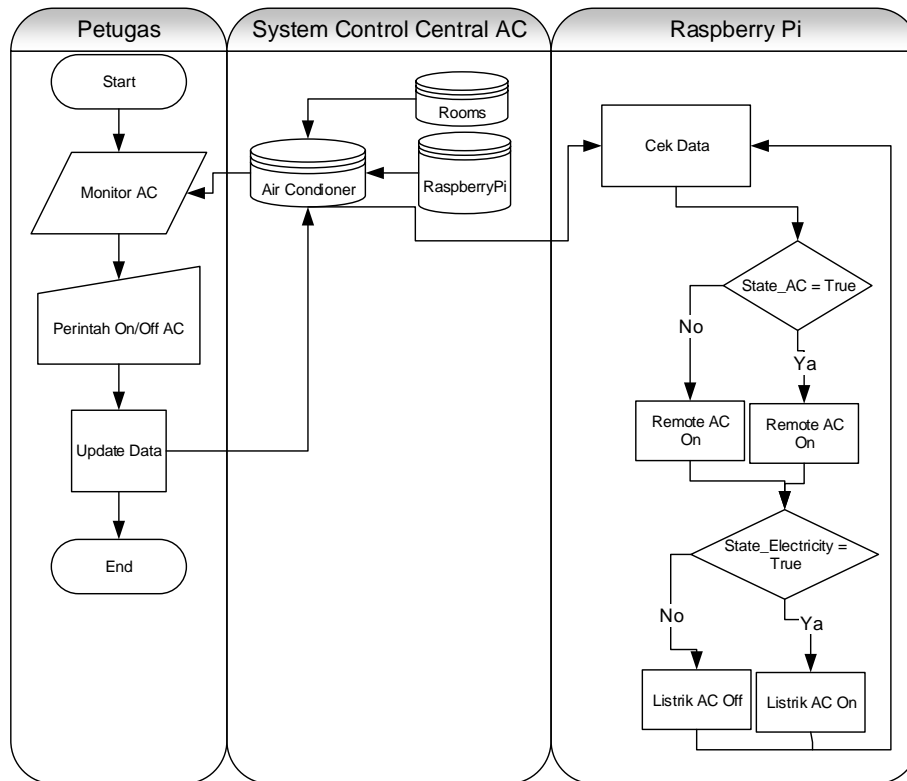 Petugas
System Control Central AC
Raspberry Pi
Start
Monitor AC
Perintah On/Off AC
Update Data
End
Rooms
Air Condioner
RaspberryPi
Cek Data
State_AC = True
No
Ya
Remote AC
On
Remote AC
On
State_Electricity =
True
No
Ya
Listrik AC Off
Listrik AC On